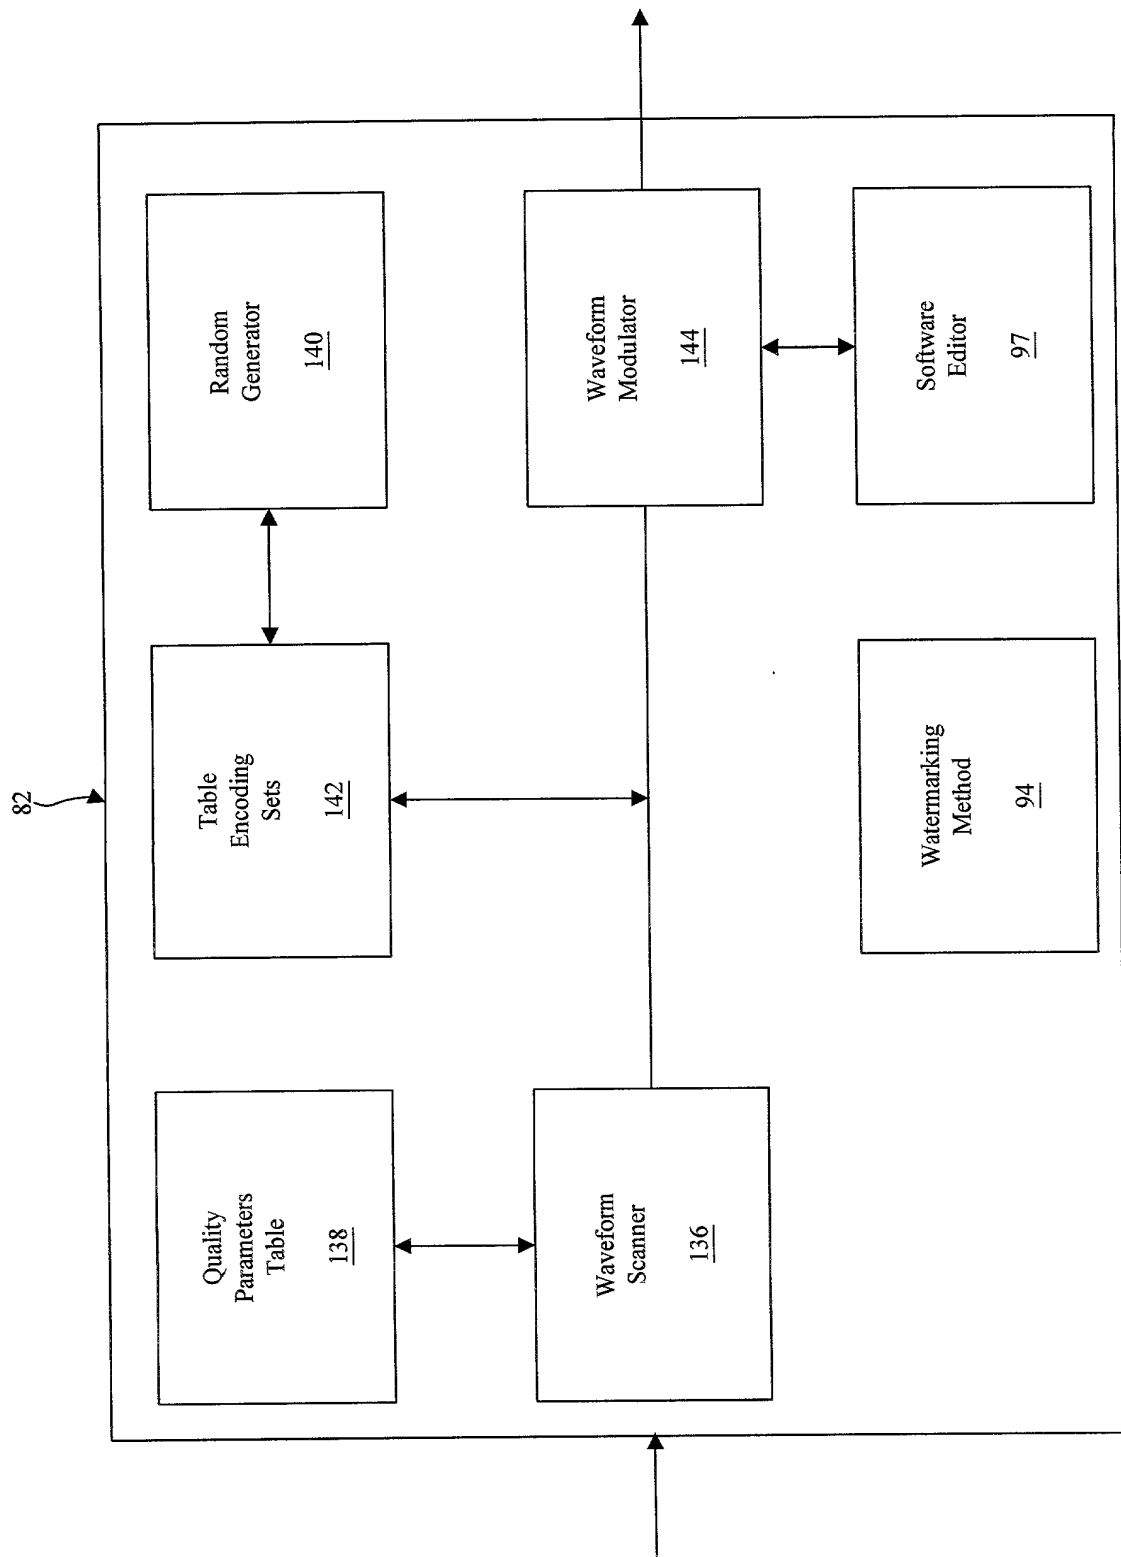 82
Quality
Parameters
Table
138
Table
Encoding
Sets
142
Random
Generator
140
Waveform
Scanner
136
Waveform
Modulator
144
Watermarking
Method
94
Software
Editor
97